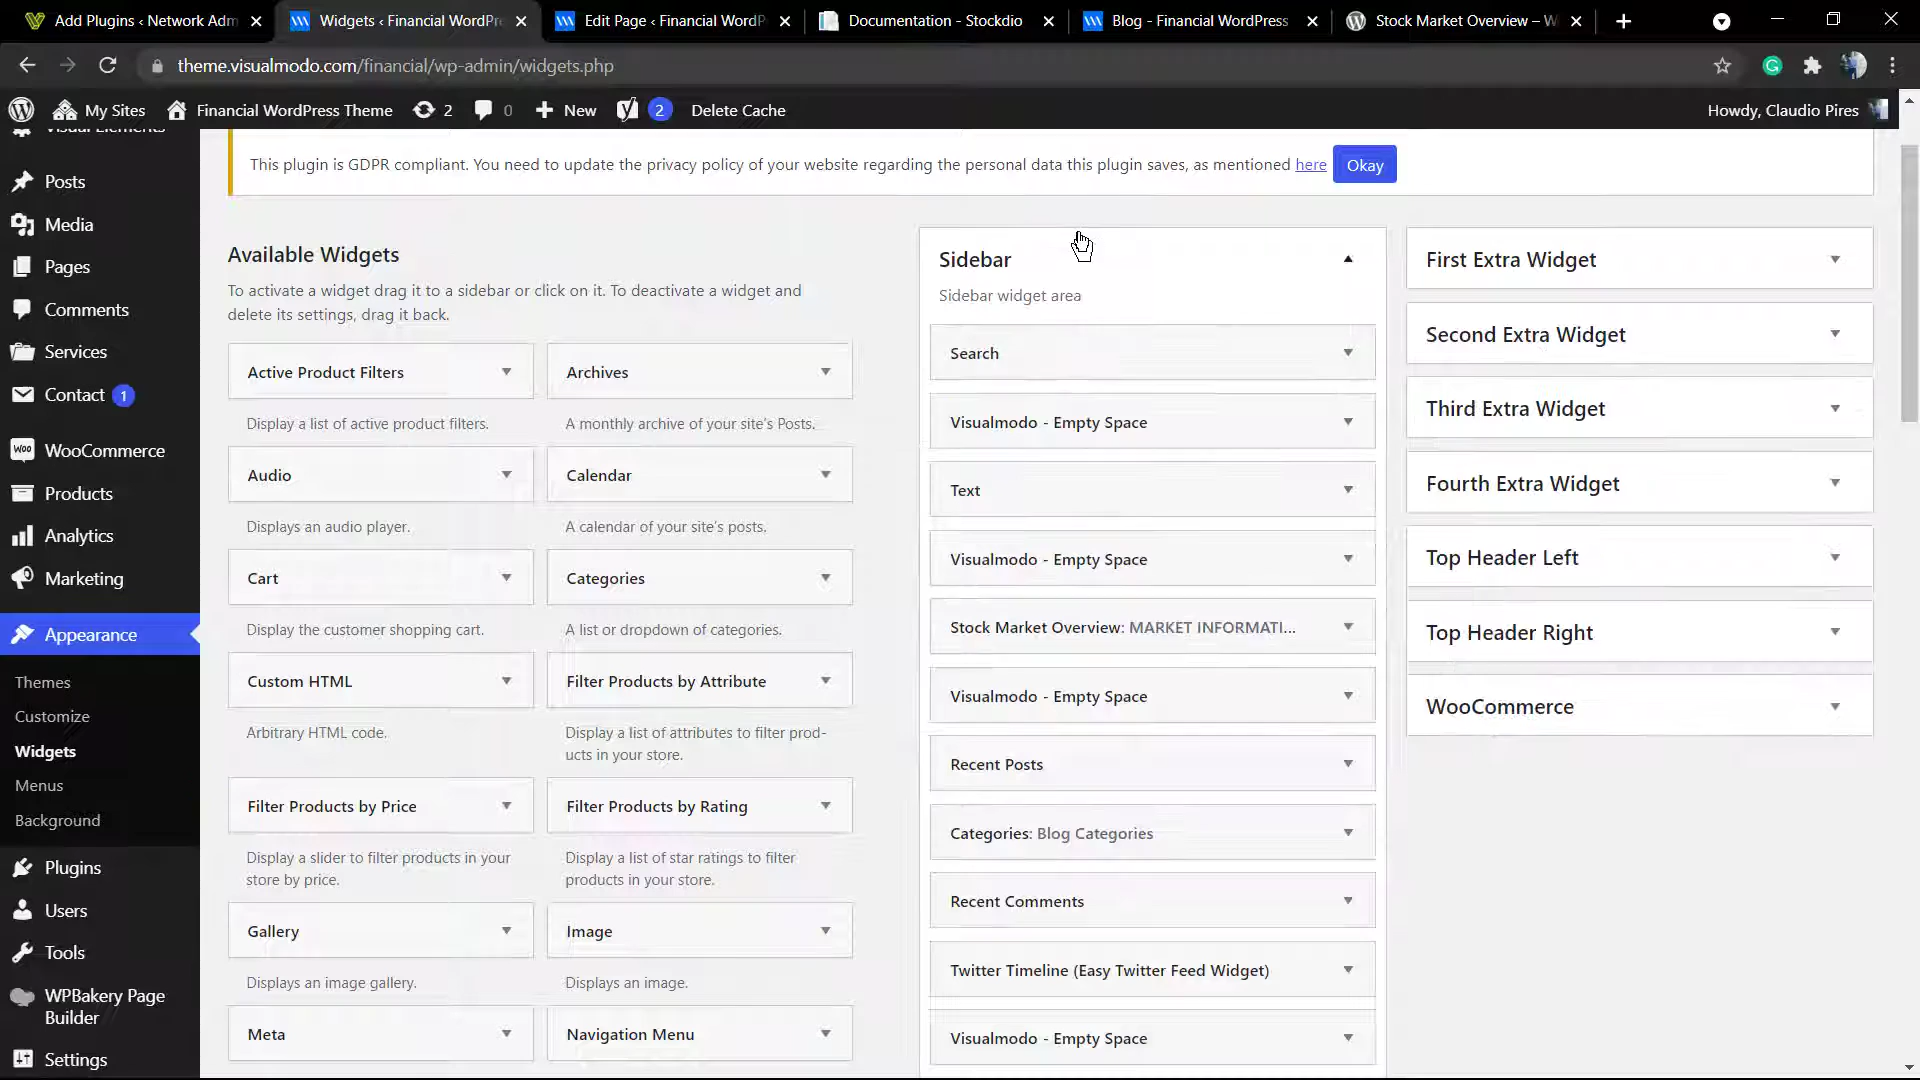 Add Plugins ‹ Network Adm
Widgets ‹ Financial WordPre
Edit Page ‹ Financial WordP
Documentation - Stockdio
Blog - Financial WordPress
Stock Market Overview – W
theme.visualmodo.com/financial/wp-admin/widgets.php
My Sites
Financial WordPress Theme
2
0
New
2
Delete Cache
Howdy, Claudio Pires
Visual Elements
Posts
Media
Pages
Comments
Services
Contact 1
WooCommerce
Products
Analytics
Marketing
Appearance
Themes
Customize
Widgets
Menus
Background
Plugins
Users
Tools
WPBakery Page
Builder
Settings
This plugin is GDPR compliant. You need to update the privacy policy of your website regarding the personal data this plugin saves, as mentioned here Okay
Available Widgets
To activate a widget drag it to a sidebar or click on it. To deactivate a widget and
delete its settings, drag it back.
Active Product Filters
Display a list of active product filters.
Archives
A monthly archive of your site's Posts.
Audio
Displays an audio player.
Calendar
A calendar of your site's posts.
Cart
Display the customer shopping cart.
Categories
A list or dropdown of categories.
Custom HTML
Arbitrary HTML code.
Filter Products by Attribute
Display a list of attributes to filter prod-
ucts in your store.
Filter Products by Price
Display a slider to filter products in your
store by price.
Filter Products by Rating
Display a list of star ratings to filter
products in your store.
Gallery
Displays an image gallery.
Image
Displays an image.
Meta
Navigation Menu
Sidebar
Sidebar widget area
Search
Visualmodo - Empty Space
Text
Visualmodo - Empty Space
Stock Market Overview: MARKET INFORMATI...
Visualmodo - Empty Space
Recent Posts
Categories: Blog Categories
Recent Comments
Twitter Timeline (Easy Twitter Feed Widget)
Visualmodo - Empty Space
First Extra Widget
Second Extra Widget
Third Extra Widget
Fourth Extra Widget
Top Header Left
Top Header Right
WooCommerce